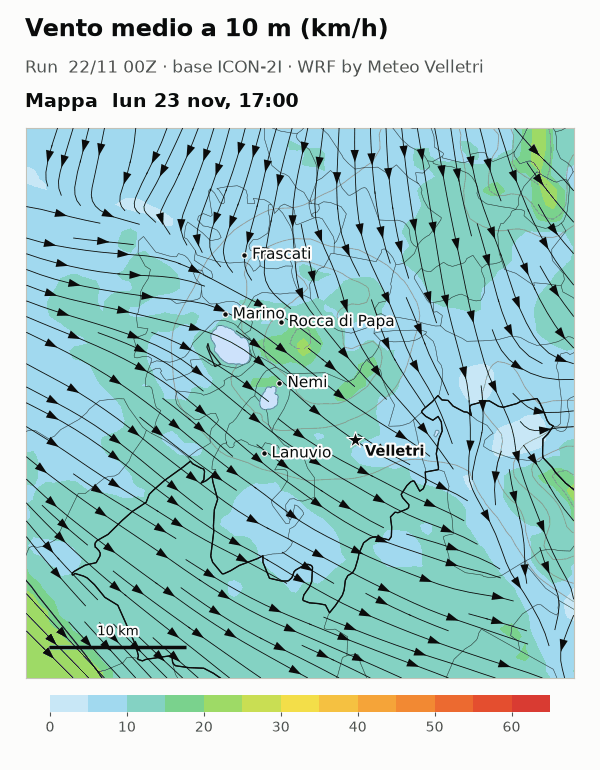 Vento medio a 10 m (km/h)
Run  22/11 00Z · base ICON-2I · WRF by Meteo Velletri
Mappa  lun 23 nov, 17:00
Frascati
Marino
Rocca di Papa
Nemi
Velletri
Lanuvio
10 km
0 10 20 30 40 50 60